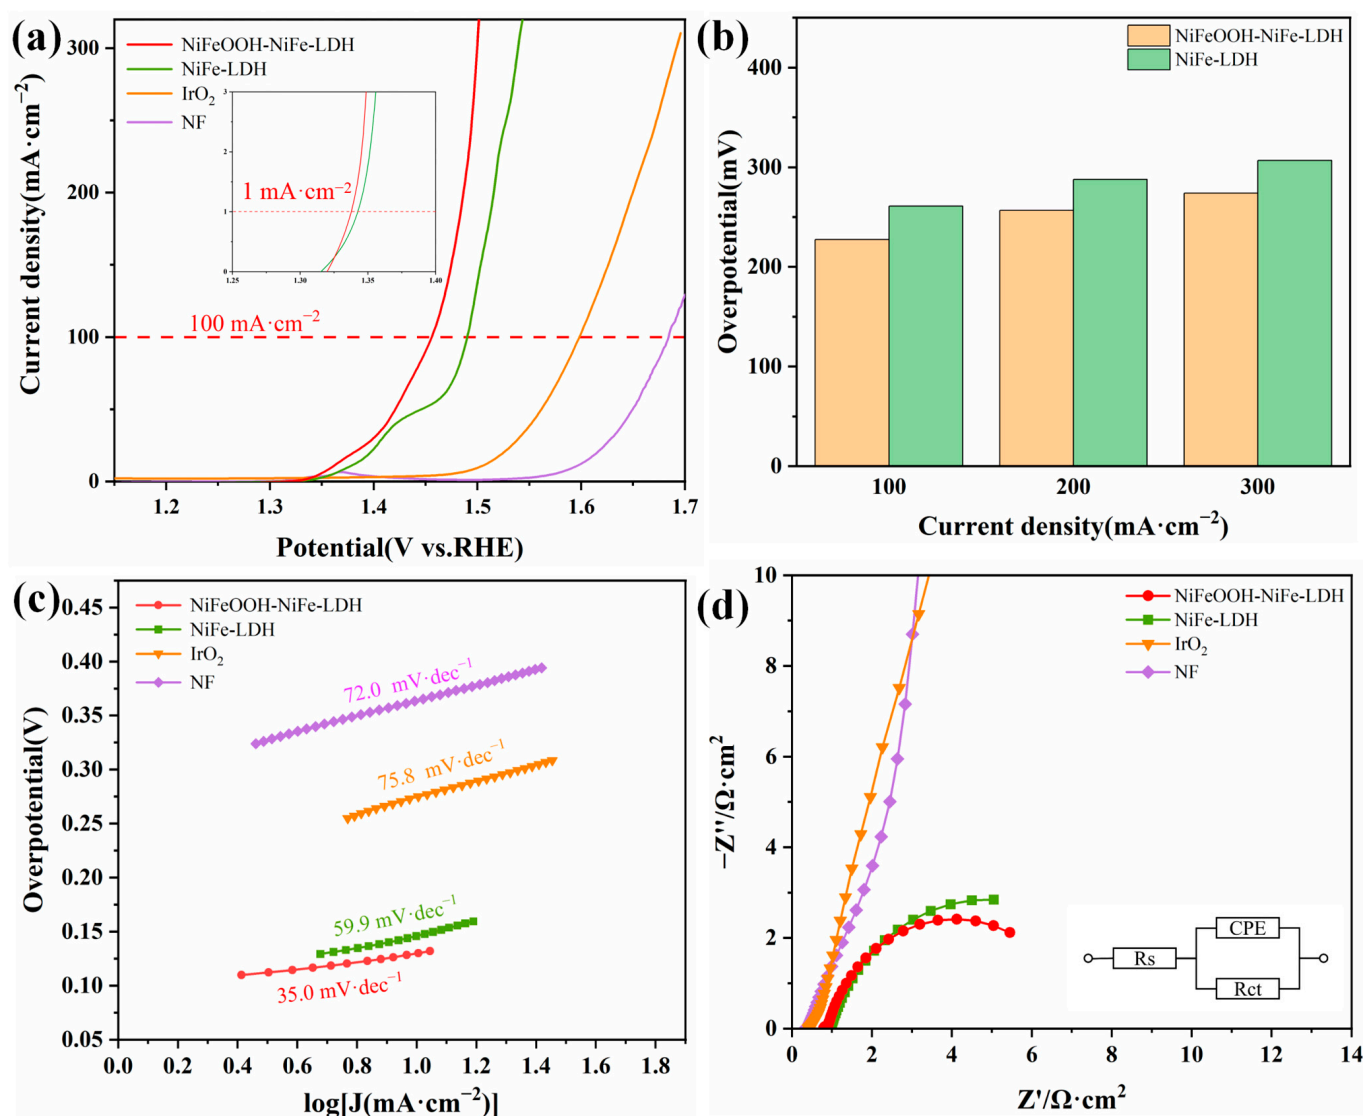 (a)
NiFeOOH-NiFe-LDH
NiFe-LDH
IrO₂
NF
Current density(mA·cm⁻²)
300
200
100
0
3
2
1
0
1 mA·cm⁻²
1.25 1.30 1.35 1.40
100 mA·cm⁻²
1.2 1.3 1.4 1.5 1.6 1.7
Potential(V vs.RHE)
(b)
NiFeOOH-NiFe-LDH
NiFe-LDH
Overpotential(mV)
400
300
200
100
0
100 200 300
Current density(mA·cm⁻²)
(c)
NiFeOOH-NiFe-LDH
NiFe-LDH
IrO₂
NF
Overpotential(V)
0.45
0.40
0.35
0.30
0.25
0.20
0.15
0.10
0.05
72.0 mV·dec⁻¹
75.8 mV·dec⁻¹
59.9 mV·dec⁻¹
35.0 mV·dec⁻¹
0.0 0.2 0.4 0.6 0.8 1.0 1.2 1.4 1.6 1.8
log[J(mA·cm⁻²)]
(d)
NiFeOOH-NiFe-LDH
NiFe-LDH
IrO₂
NF
−Z''/Ω·cm²
10
8
6
4
2
0
CPE
Rs
Rct
0 2 4 6 8 10 12 14
Z'/Ω·cm²